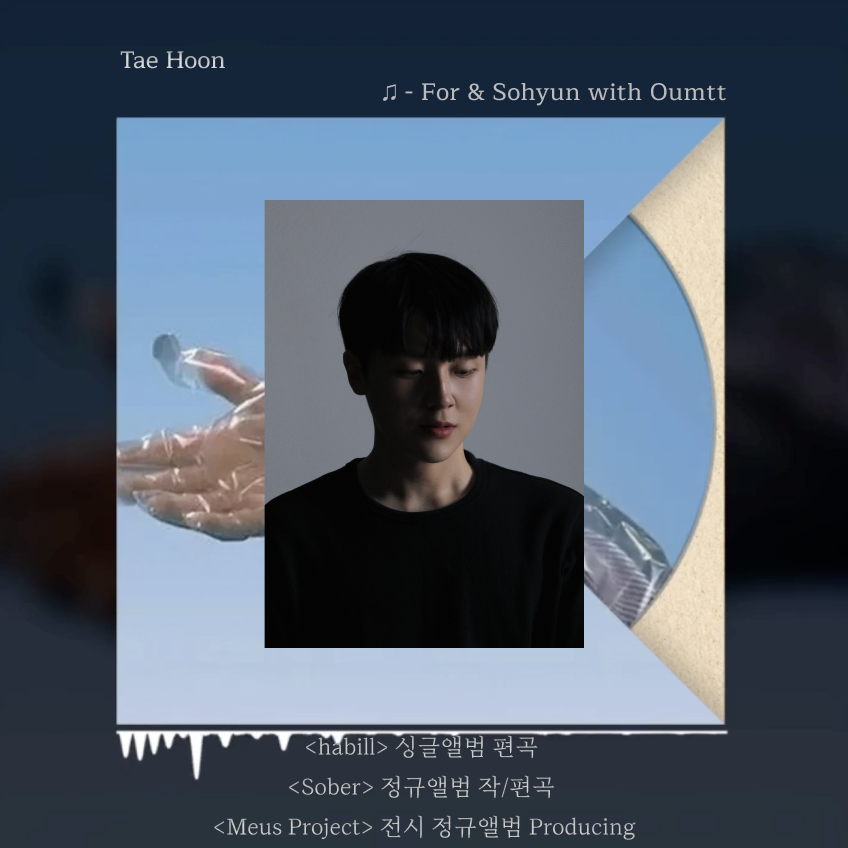 Tae Hoon
♫ - For & Sohyun with Oumtt
<habill> 싱글앨범 편곡
<Sober> 정규앨범 작/편곡
<Meus Project> 전시 정규앨범 Producing